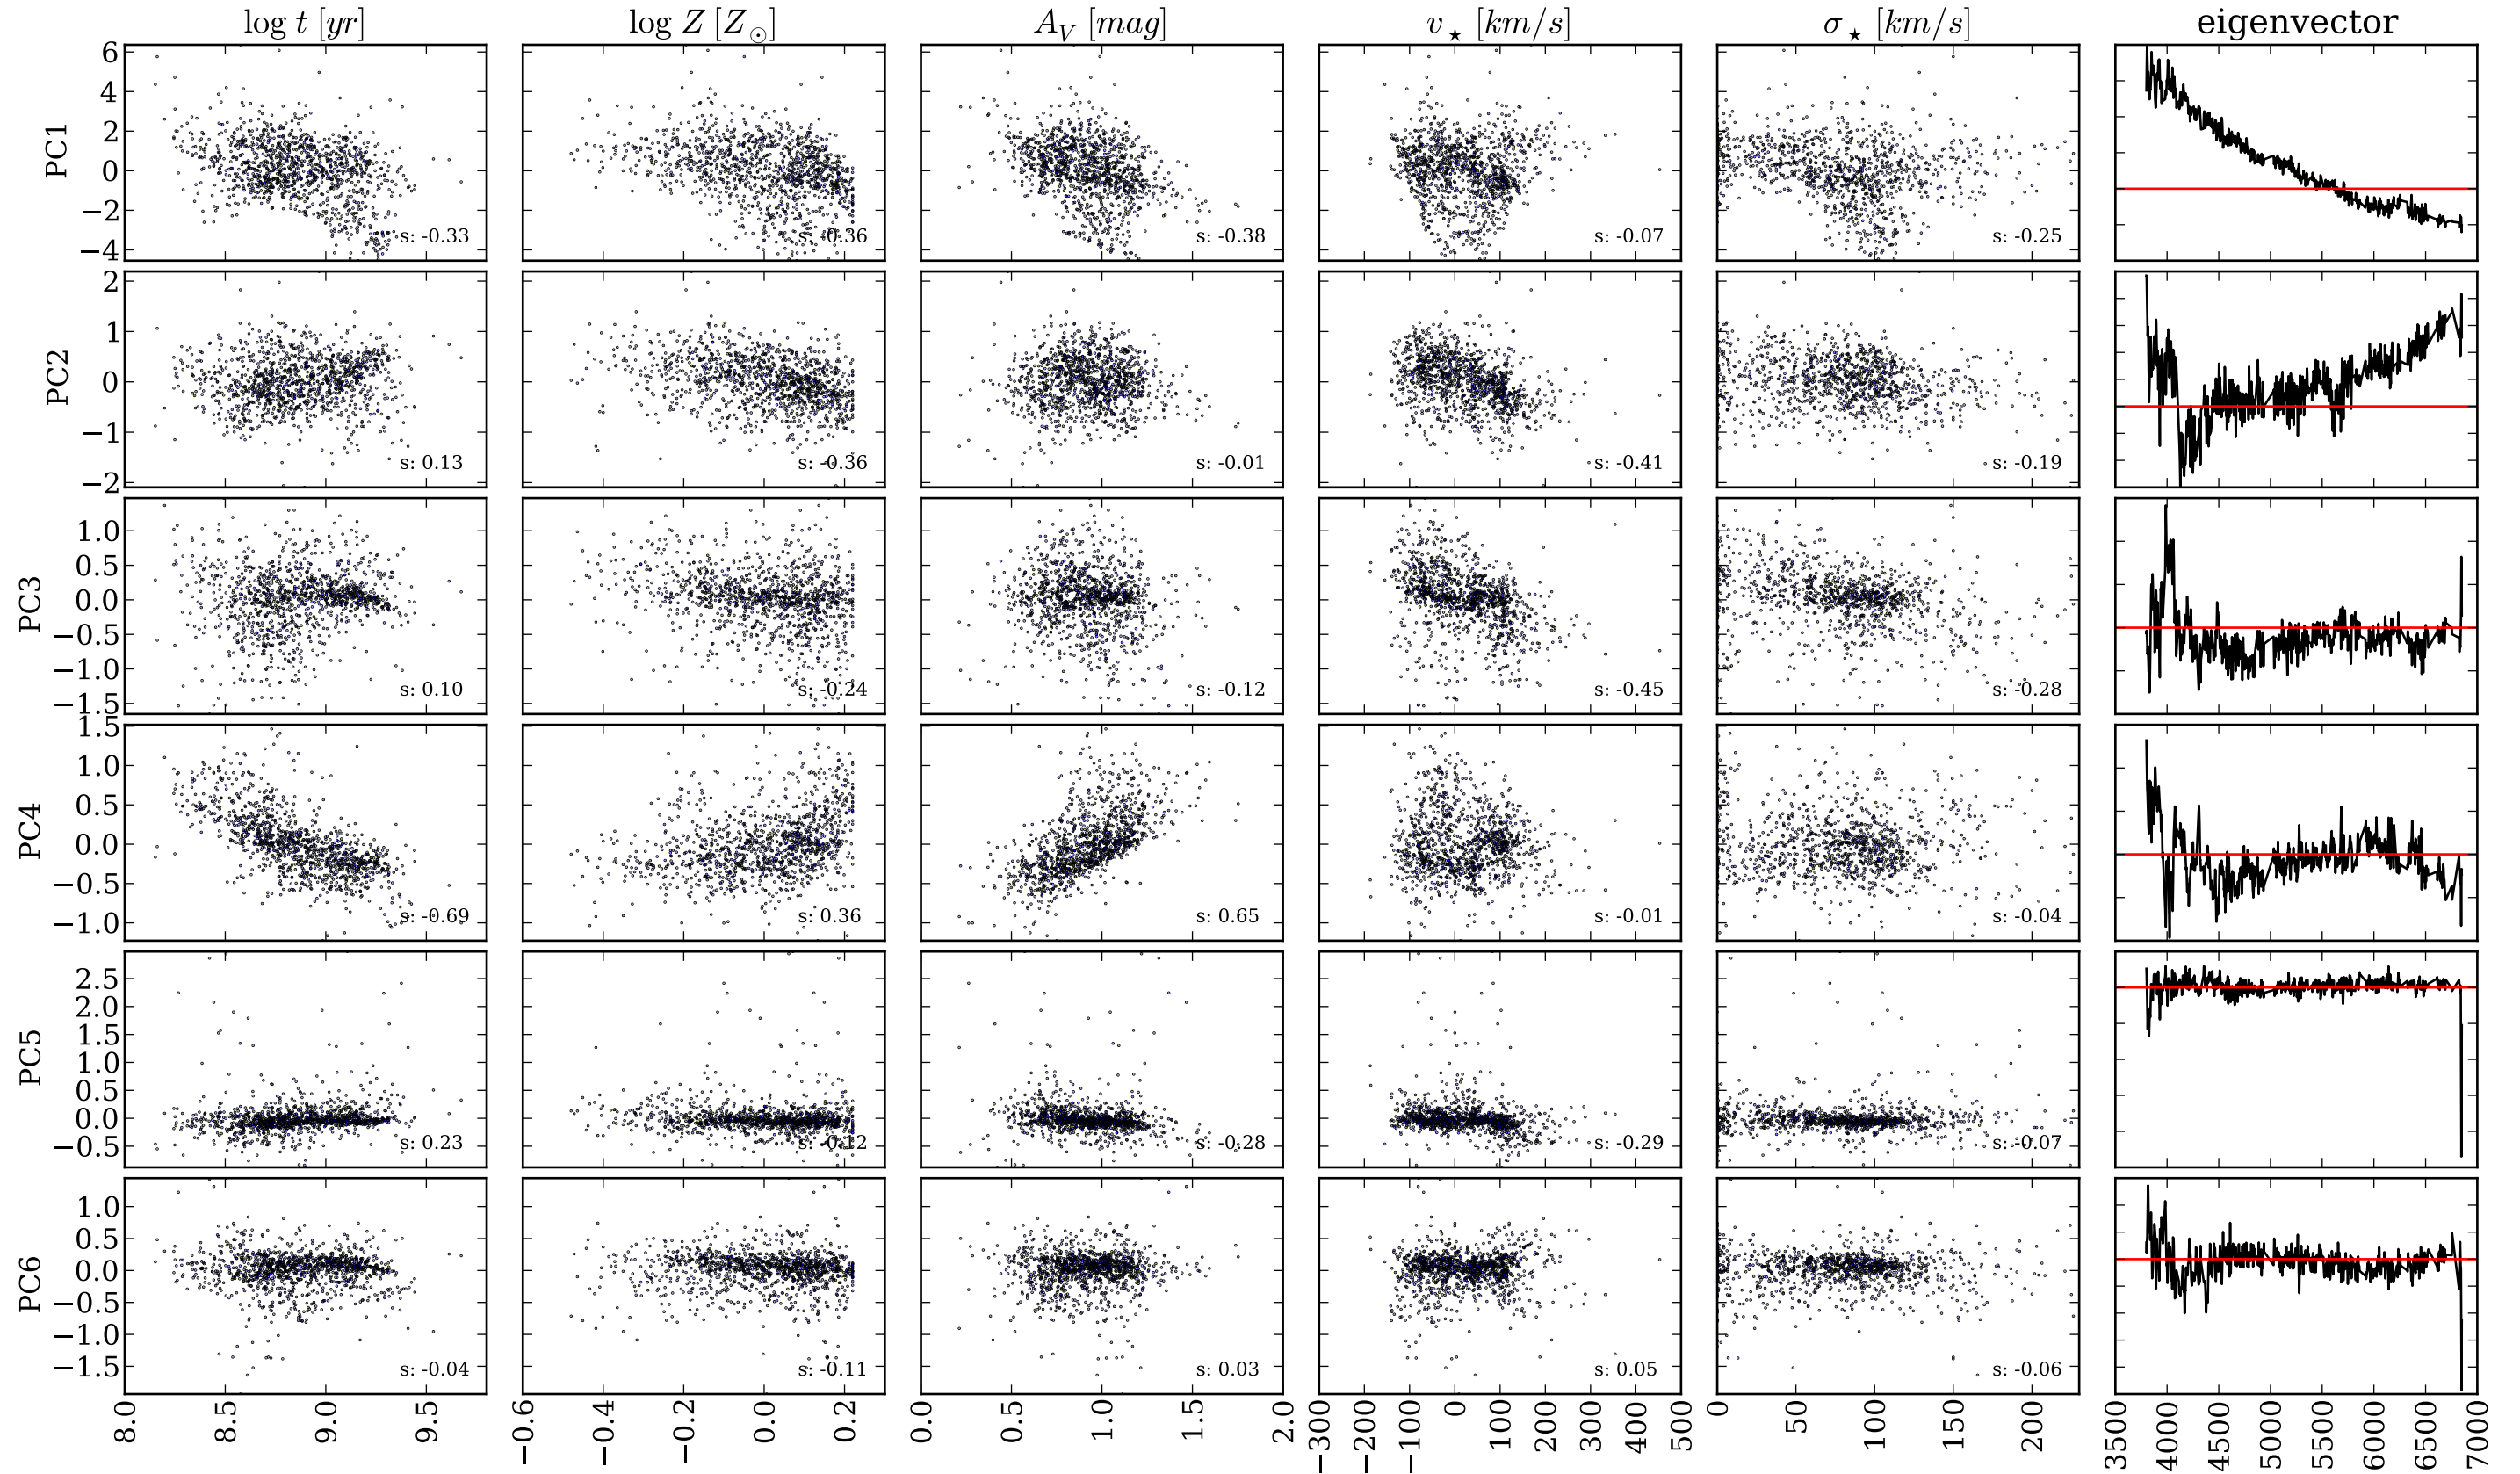 log t [yr] log Z [Z☉] A_V [mag] v⋆ [km/s] σ⋆ [km/s] eigenvector
PC1
6
4
2
0
−2
−4
s: -0.33 s: -0.36 s: -0.38 s: -0.07 s: -0.25
PC2
2
1
0
−1
−2
s: 0.13 s: -0.36 s: -0.01 s: -0.41 s: -0.19
PC3
1.0
0.5
0.0
−0.5
−1.0
−1.5
s: 0.10 s: -0.24 s: -0.12 s: -0.45 s: -0.28
PC4
1.5
1.0
0.5
0.0
−0.5
−1.0
s: -0.69 s: 0.36 s: 0.65 s: -0.01 s: -0.04
PC5
2.5
2.0
1.5
1.0
0.5
0.0
−0.5
s: 0.23 s: -0.12 s: -0.28 s: -0.29 s: -0.07
PC6
1.0
0.5
0.0
−0.5
−1.0
−1.5
s: -0.04 s: -0.11 s: 0.03 s: 0.05 s: -0.06
8.0 8.5 9.0 9.5 −0.6 −0.4 −0.2 0.0 0.2 0.0 0.5 1.0 1.5 2.0 −300 −200 −100 0 100 200 300 400 500 0 50 100 150 200 3500 4000 4500 5000 5500 6000 6500 7000